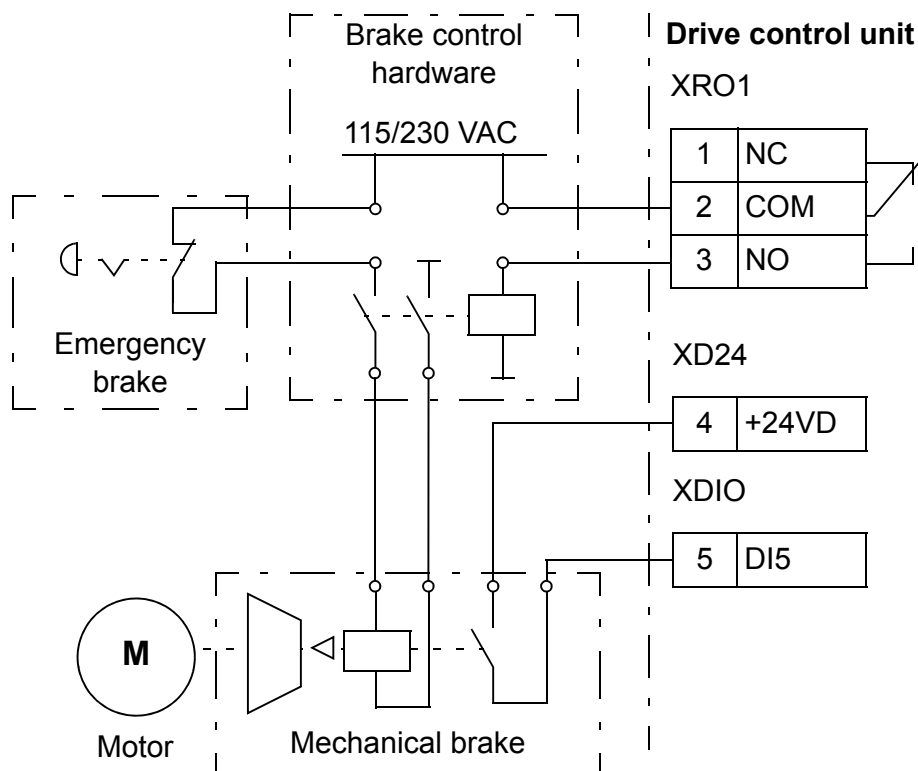 Brake control
hardware
115/230 VAC
Drive control unit
XRO1
1 NC
2 COM
3 NO
Emergency
brake
XD24
4 +24VD
XDIO
5 DI5
M
Motor
Mechanical brake